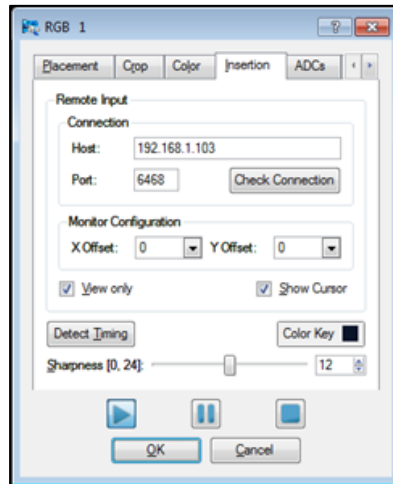 RGB 1
Placement Crop Color Insertion ADCs
Remote Input
Connection
Host: 192.168.1.103
Port: 6468 Check Connection
Monitor Configuration
X Offset: 0 Y Offset: 0
View only Show Cursor
Detect Timing Color Key
Sharpness [0, 24]: 12
OK Cancel